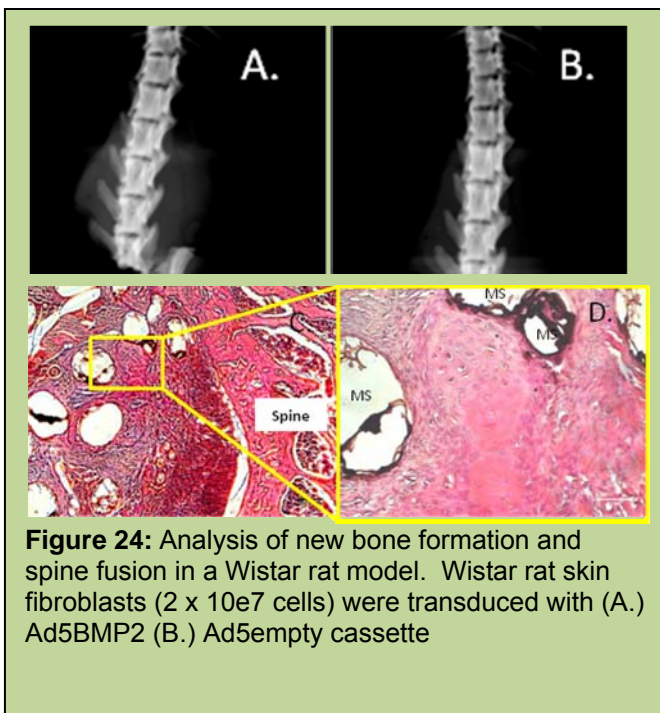 A.
B.
C.
D.
MS
MS
MS
Spine
Figure 24: Analysis of new bone formation and
spine fusion in a Wistar rat model.  Wistar rat skin
fibroblasts (2 x 10e7 cells) were transduced with (A.)
Ad5BMP2 (B.) Ad5empty cassette